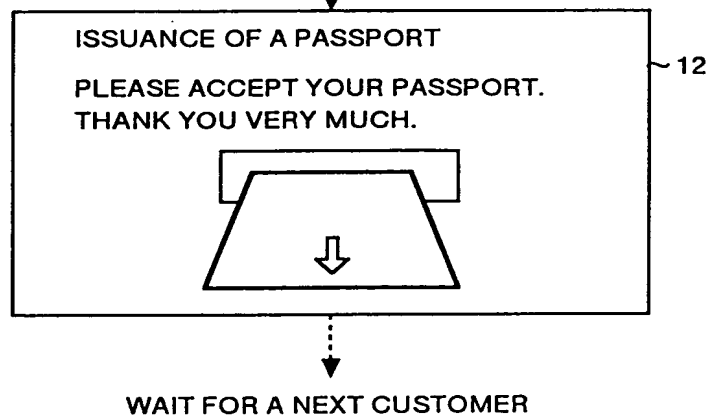 ISSUANCE OF A PASSPORT
PLEASE ACCEPT YOUR PASSPORT.
THANK YOU VERY MUCH.
12
WAIT FOR A NEXT CUSTOMER